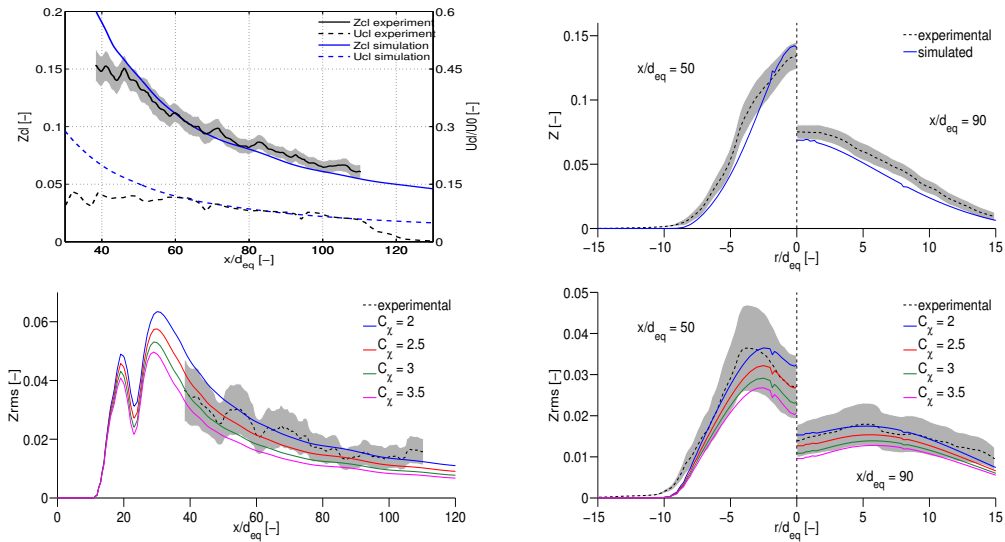 Zcl experiment
Ucl experiment
Zcl simulation
Ucl simulation
0.2
0.15
0.1
0.05
0
0.6
0.45
0.3
0.15
0
40 60 80 100 120
Zcl [−]
Ucl/U0 [−]
x/d_eq [−]
experimental
simulated
x/d_eq = 50
x/d_eq = 90
0.15
0.1
0.05
0
Z [−]
−15 −10 −5 0 5 10 15
r/d_eq [−]
experimental
C_χ = 2
C_χ = 2.5
C_χ = 3
C_χ = 3.5
0.06
0.04
0.02
0
Zrms [−]
0 20 40 60 80 100 120
x/d_eq [−]
experimental
C_χ = 2
C_χ = 2.5
C_χ = 3
C_χ = 3.5
x/d_eq = 50
x/d_eq = 90
0.05
0.04
0.03
0.02
0.01
0
Zrms [−]
−15 −10 −5 0 5 10 15
r/d_eq [−]